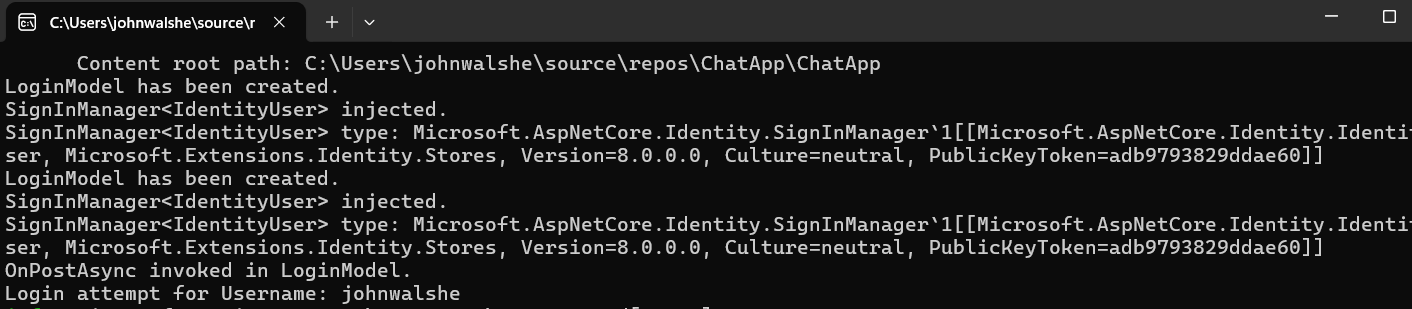 C:\Users\johnwalshe\source\r
Content root path: C:\Users\johnwalshe\source\repos\ChatApp\ChatApp
LoginModel has been created.
SignInManager<IdentityUser> injected.
SignInManager<IdentityUser> type: Microsoft.AspNetCore.Identity.SignInManager`1[[Microsoft.AspNetCore.Identity.Identi
ser, Microsoft.Extensions.Identity.Stores, Version=8.0.0.0, Culture=neutral, PublicKeyToken=adb9793829ddae60]]
LoginModel has been created.
SignInManager<IdentityUser> injected.
SignInManager<IdentityUser> type: Microsoft.AspNetCore.Identity.SignInManager`1[[Microsoft.AspNetCore.Identity.Identi
ser, Microsoft.Extensions.Identity.Stores, Version=8.0.0.0, Culture=neutral, PublicKeyToken=adb9793829ddae60]]
OnPostAsync invoked in LoginModel.
Login attempt for Username: johnwalshe